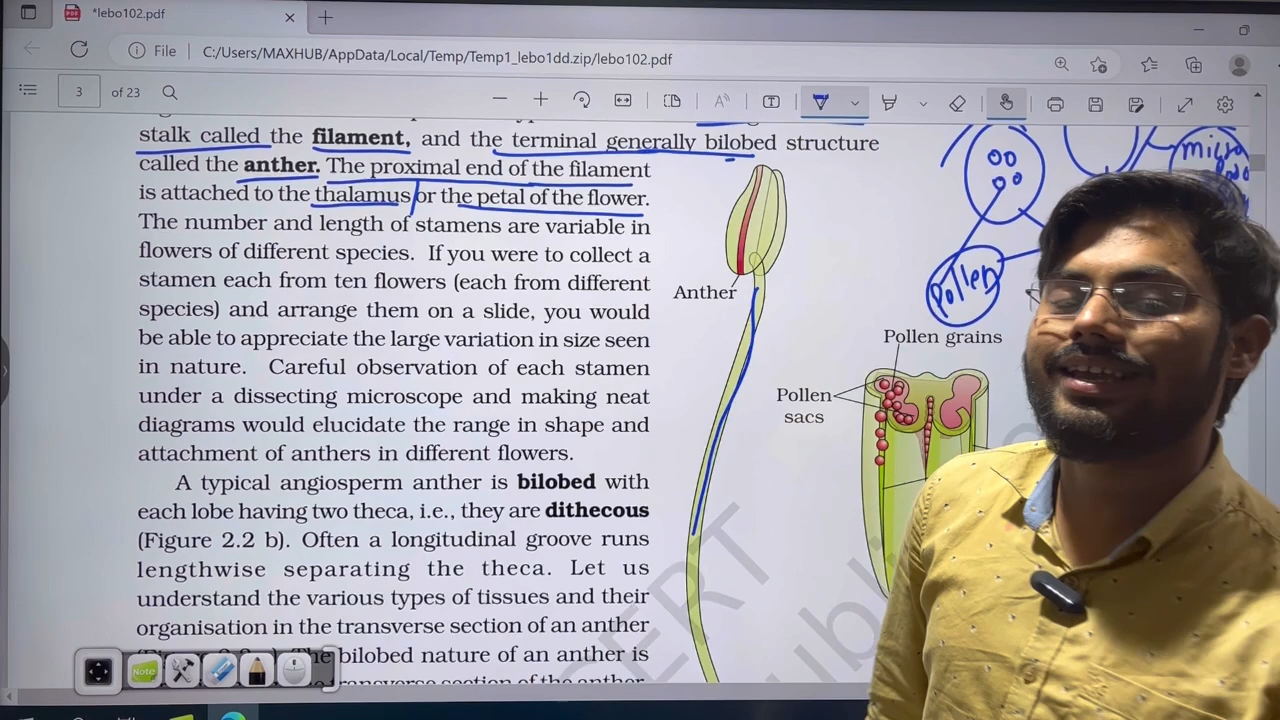 *lebo102.pdf
File
C:/Users/MAXHUB/AppData/Local/Temp/Temp1_lebo1dd.zip/lebo102.pdf
3 of 23
stalk called the filament, and the terminal generally bilobed structure
called the anther. The proximal end of the filament
is attached to the thalamus or the petal of the flower.
The number and length of stamens are variable in
flowers of different species. If you were to collect a
stamen each from ten flowers (each from different
species) and arrange them on a slide, you would
be able to appreciate the large variation in size seen
in nature. Careful observation of each stamen
under a dissecting microscope and making neat
diagrams would elucidate the range in shape and
attachment of anthers in different flowers.
A typical angiosperm anther is bilobed with
each lobe having two theca, i.e., they are dithecous
(Figure 2.2 b). Often a longitudinal groove runs
lengthwise separating the theca. Let us
understand the various types of tissues and their
organisation in the transverse section of an anther
The bilobed nature of an anther is
transverse section of the anther.
Note
Anther
Pollen grains
Pollen
sacs
Pollen
micro